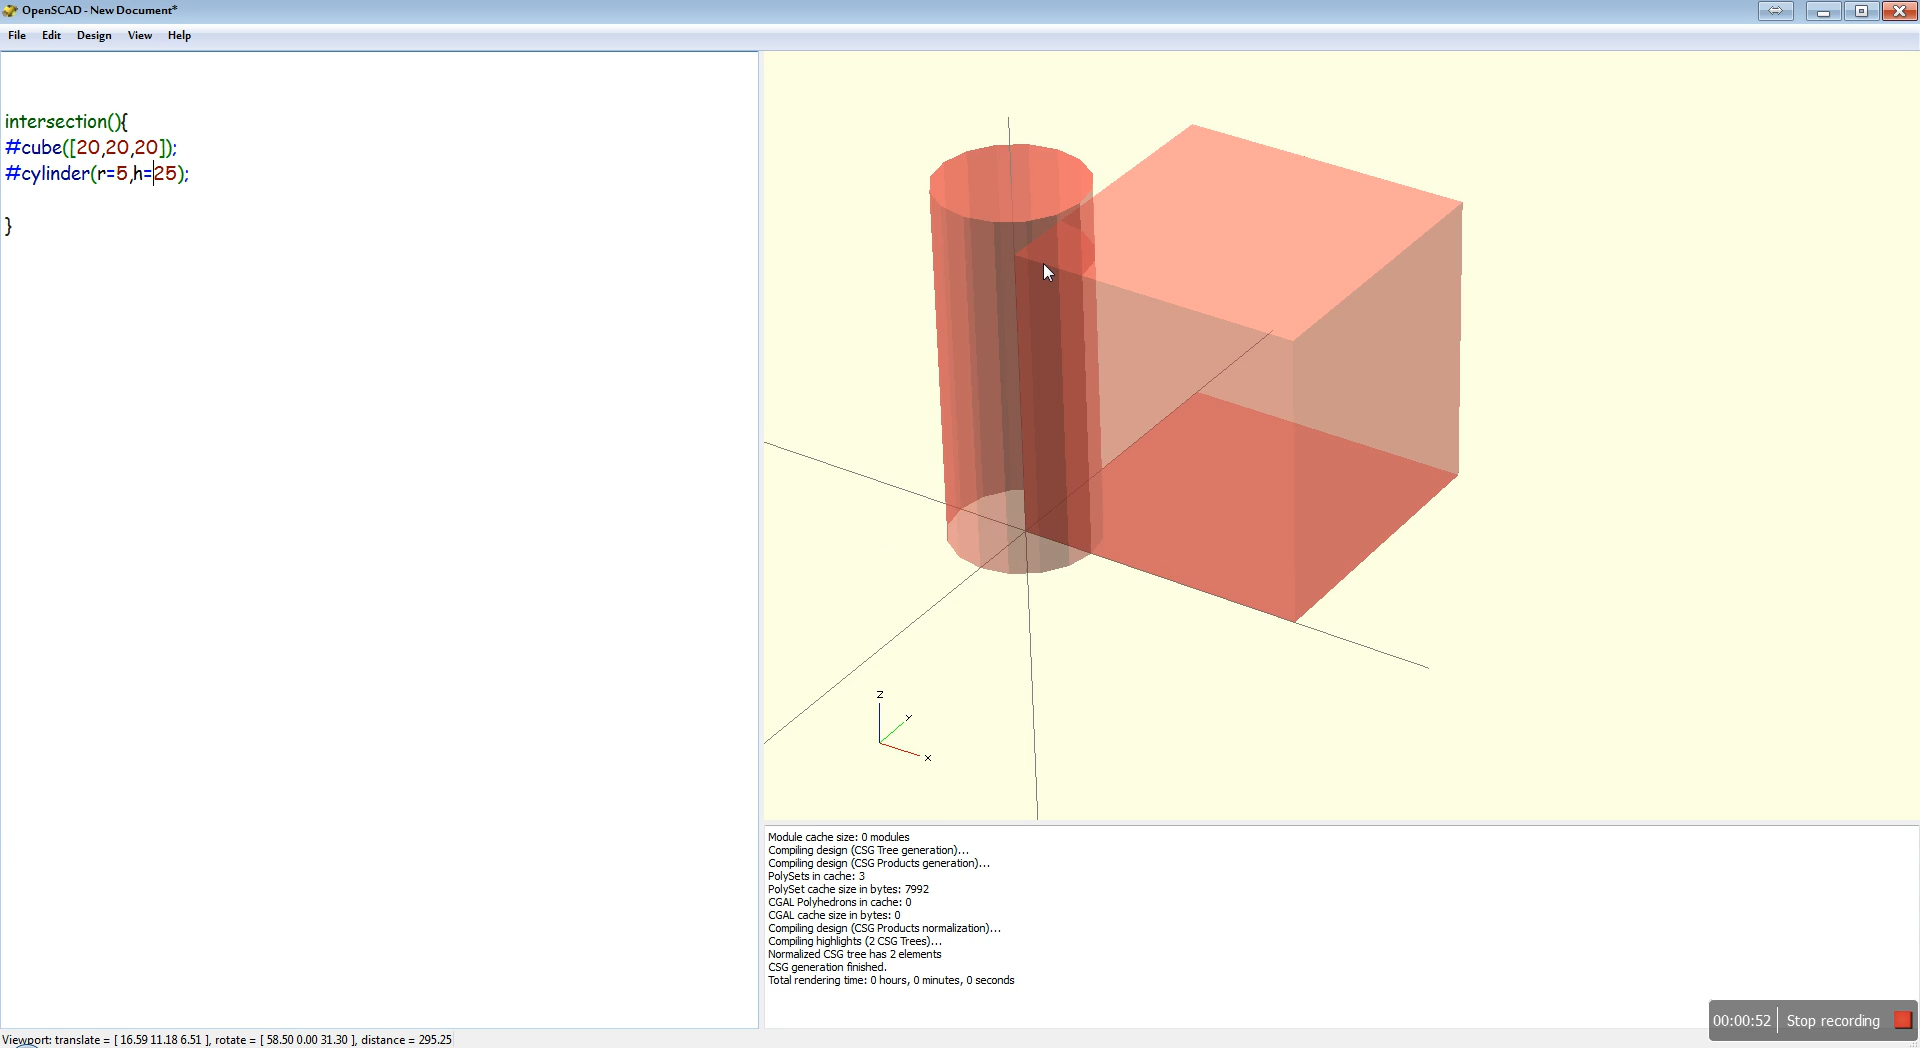 OpenSCAD - New Document*
File Edit Design View Help
intersection(){
#cube([20,20,20]);
#cylinder(r=5,h=25);
}
Z
Y
X
Module cache size: 0 modules
Compiling design (CSG Tree generation)...
Compiling design (CSG Products generation)...
PolySets in cache: 3
PolySet cache size in bytes: 7992
CGAL Polyhedrons in cache: 0
CGAL cache size in bytes: 0
Compiling design (CSG Products normalization)...
Compiling highlights (2 CSG Trees)...
Normalized CSG tree has 2 elements
CSG generation finished.
Total rendering time: 0 hours, 0 minutes, 0 seconds
00:00:52 Stop recording
Viewport: translate = [ 16.59 11.18 6.51 ], rotate = [ 58.50 0.00 31.30 ], distance = 295.25